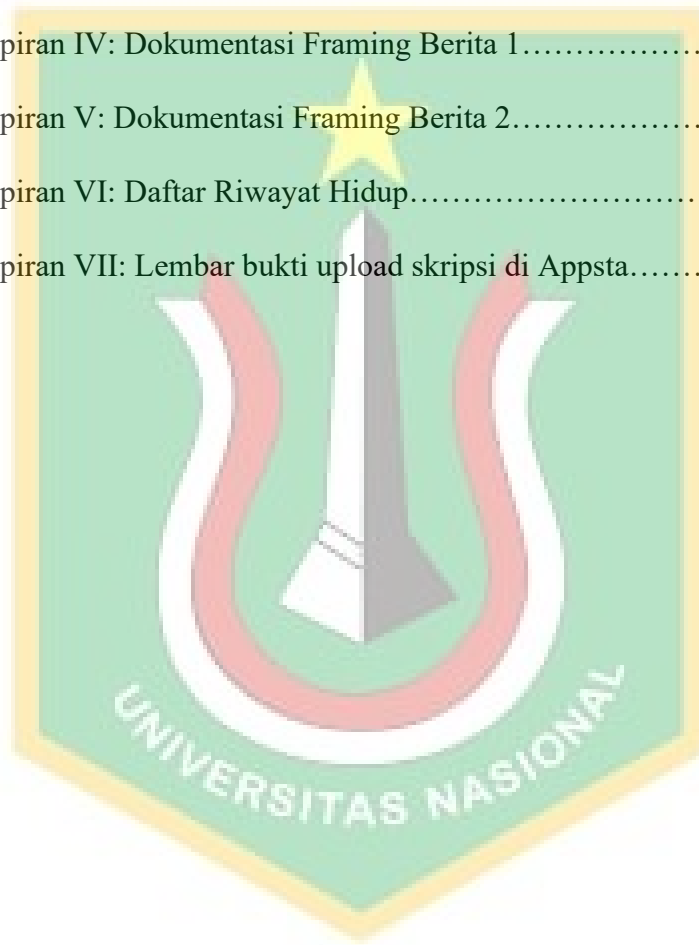 piran IV: Dokumentasi Framing Berita 1………………
piran V: Dokumentasi Framing Berita 2………………
piran VI: Daftar Riwayat Hidup………………………
piran VII: Lembar bukti upload skripsi di Appsta……
UNIVERSITAS NASIONAL